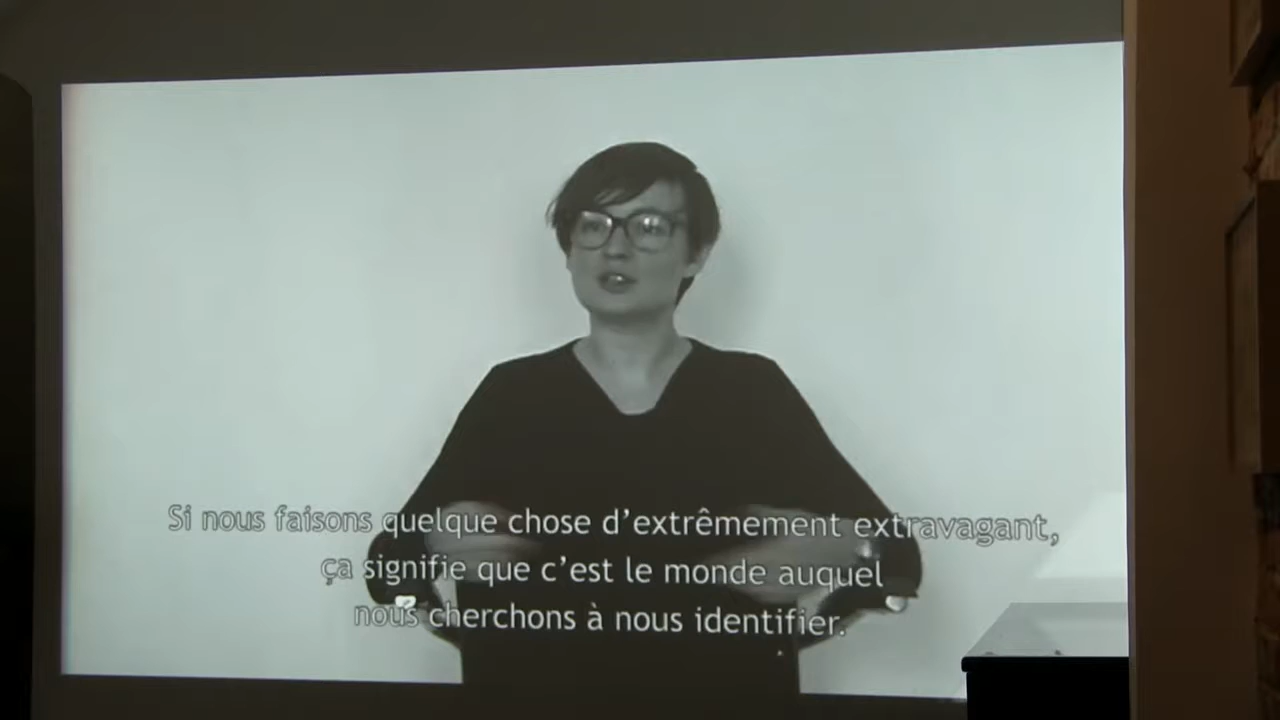 Si nous faisons quelque chose d'extrêmement extravagant,
ça signifie que c'est le monde auquel
nous cherchons à nous identifier.